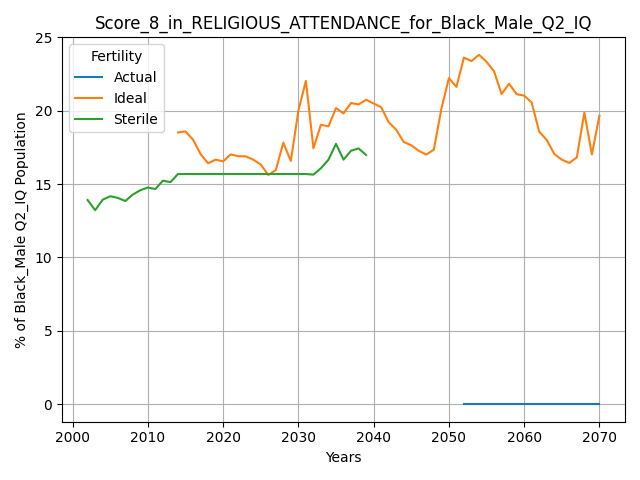 Score_8_in_RELIGIOUS_ATTENDANCE_for_Black_Male_Q2_IQ
Fertility
Actual
Ideal
Sterile
% of Black_Male Q2_IQ Population
25
20
15
10
5
0
2000 2010 2020 2030 2040 2050 2060 2070
Years